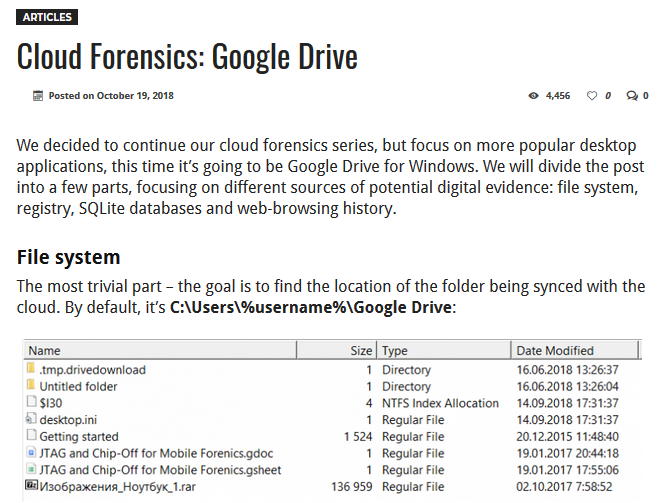 ARTICLES
Cloud Forensics: Google Drive
Posted on October 19, 2018 4,456 0 0
We decided to continue our cloud forensics series, but focus on more popular desktop
applications, this time it’s going to be Google Drive for Windows. We will divide the post
into a few parts, focusing on different sources of potential digital evidence: file system,
registry, SQLite databases and web-browsing history.
File system
The most trivial part – the goal is to find the location of the folder being synced with the
cloud. By default, it’s C:\Users\%username%\Google Drive:
Name Size Type Date Modified
.tmp.drivedownload 1 Directory 16.06.2018 13:26:37
Untitled folder 1 Directory 16.06.2018 13:26:04
$I30 4 NTFS Index Allocation 14.09.2018 17:31:37
desktop.ini 1 Regular File 14.09.2018 17:31:37
Getting started 1 524 Regular File 20.12.2015 11:48:40
JTAG and Chip-Off for Mobile Forenics.gdoc 1 Regular File 19.01.2017 20:44:18
JTAG and Chip-Off for Mobile Forenics.gsheet 1 Regular File 19.01.2017 17:55:06
Изображения_Ноутбук_1.rar 136 959 Regular File 02.10.2017 7:58:52